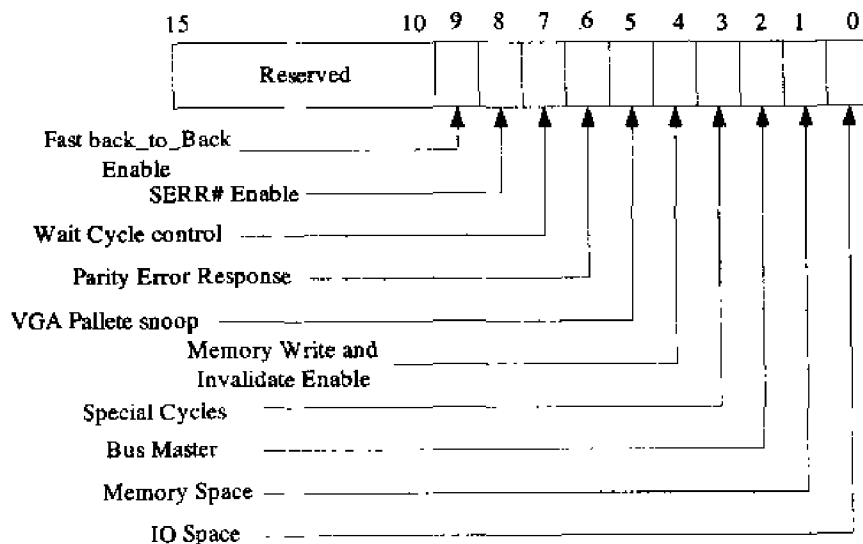 15 10 9 8 7 6 5 4 3 2 1 0
Reserved
Fast back_to_Back
Enable
SERR# Enable
Wait Cycle control
Parity Error Response
VGA Pallete snoop
Memory Write and
Invalidate Enable
Special Cycles
Bus Master
Memory Space
IO Space